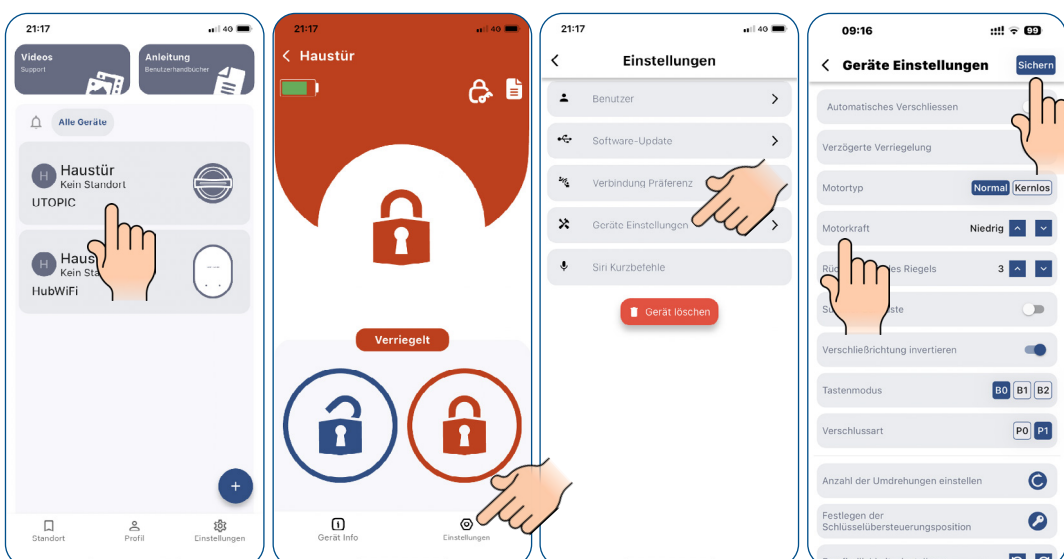 21:17
4G
Videos
Support
Anleitung
Benutzerhandbücher
Alle Geräte
H
Haustür
Kein Standort
UTOPIC
H
Haus
Kein Sta
HubWiFi
+
Standort
Profil
Einstellungen
21:17
4G
Haustür
Verriegelt
Gerät Info
Einstellungen
21:17
4G
Einstellungen
Benutzer
Software-Update
Verbindung Präferenz
Geräte Einstellungen
Siri Kurzbefehle
Gerät löschen
09:16
99
Geräte Einstellungen
Sichern
Automatisches Verschliessen
Verzögerte Verriegelung
Motortyp
Normal Kernlos
Motorkraft
Niedrig
es Riegels
3
ste
Verschließrichtung invertieren
Tastenmodus
B0 B1 B2
Verschlussart
P0 P1
Anzahl der Umdrehungen einstellen
Festlegen der
Schlüsselübersteuerungsposition